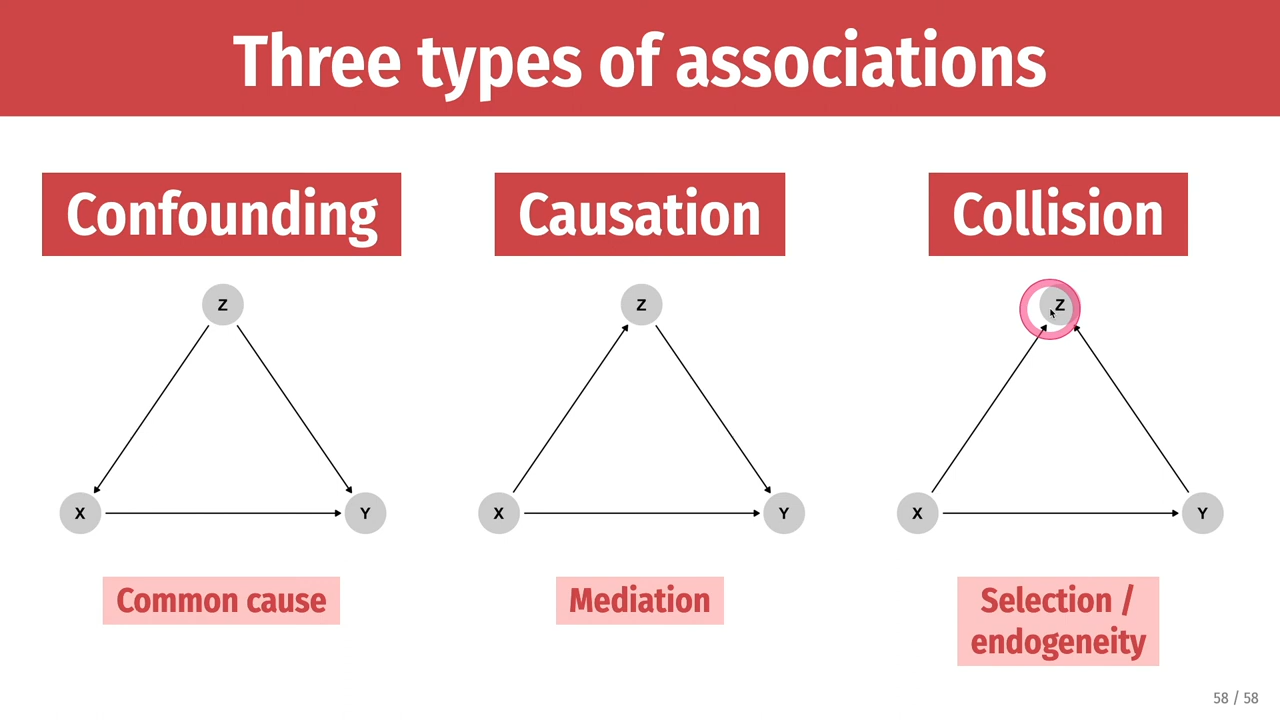 Three types of associations
Confounding
Causation
Collision
Z
Z
Z
X
Y
X
Y
X
Y
Common cause
Mediation
Selection /
endogeneity
58 / 58